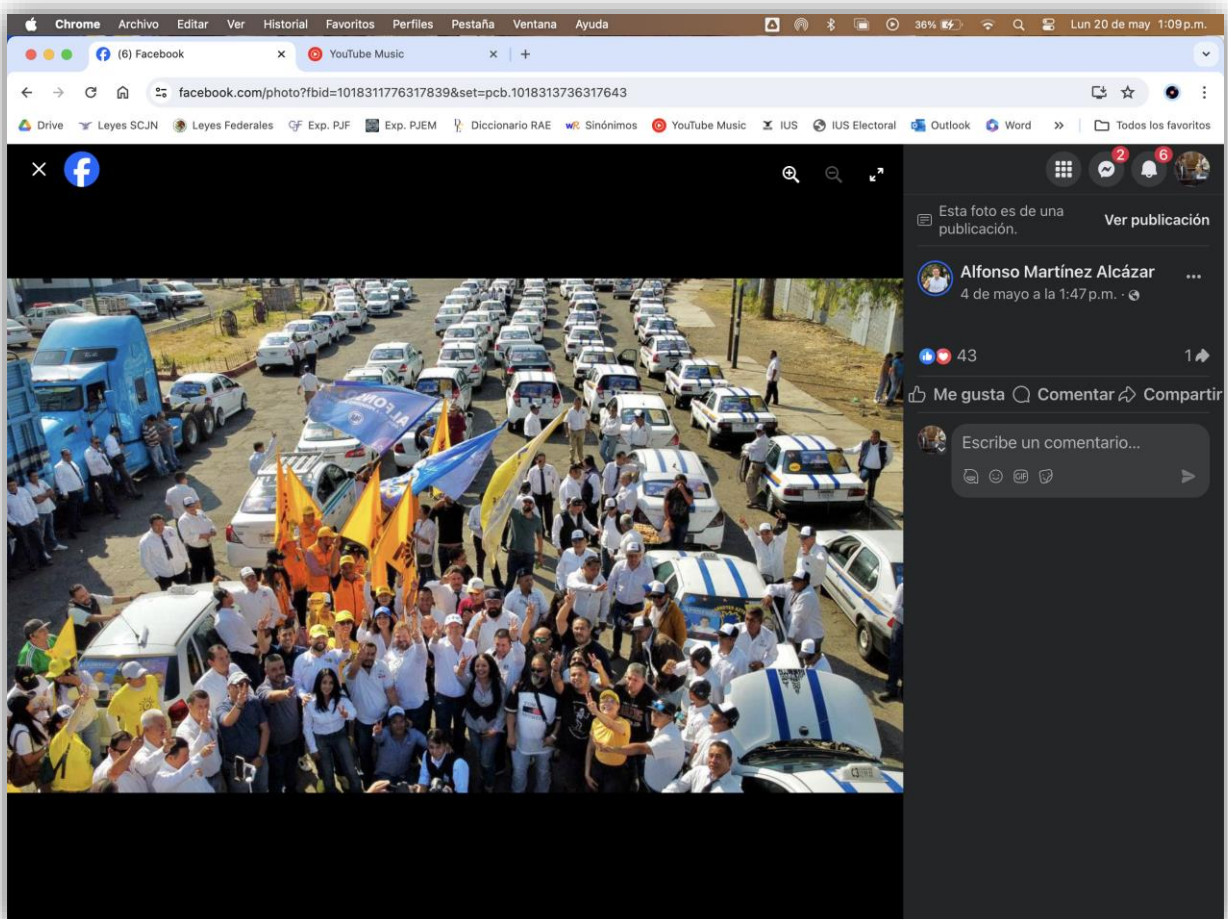 Chrome Archivo Editar Ver Historial Favoritos Perfiles Pestaña Ventana Ayuda 36% Lun 20 de may 1:09 p.m.
(6) Facebook YouTube Music
facebook.com/photo?fbid=1018311776317839&set=pcb.1018313736317643
Drive Leyes SCJN Leyes Federales Exp. PJF Exp. PJEM Diccionario RAE Sinónimos YouTube Music IUS IUS Electoral Outlook Word » Todos los favoritos
2 6
Esta foto es de una publicación. Ver publicación
Alfonso Martínez Alcázar
4 de mayo a la 1:47 p.m. ·
43 1
Me gusta Comentar Compartir
Escribe un comentario...
GIF